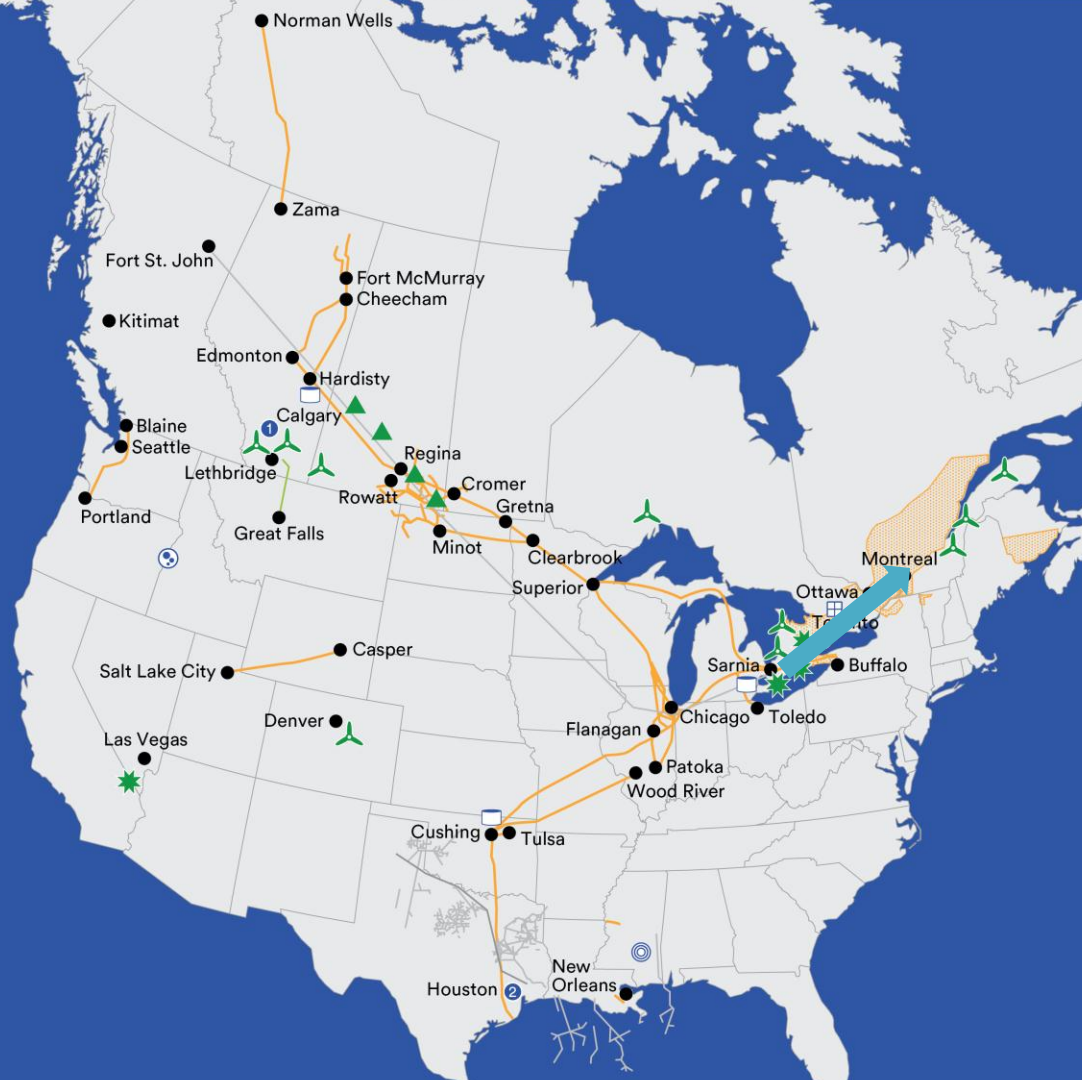 Norman Wells
Zama
Fort St. John
Fort McMurray
Cheecham
Kitimat
Edmonton
Hardisty
Calgary
1
Blaine
Seattle
Lethbridge
Regina
Rowatt
Cromer
Portland
Great Falls
Gretna
Minot
Clearbrook
Superior
Montreal
Ottawa
Casper
Salt Lake City
Sarnia
Buffalo
Denver
Las Vegas
Flanagan
Chicago
Toledo
Patoka
Wood River
Cushing
Tulsa
New
Orleans
Houston
2